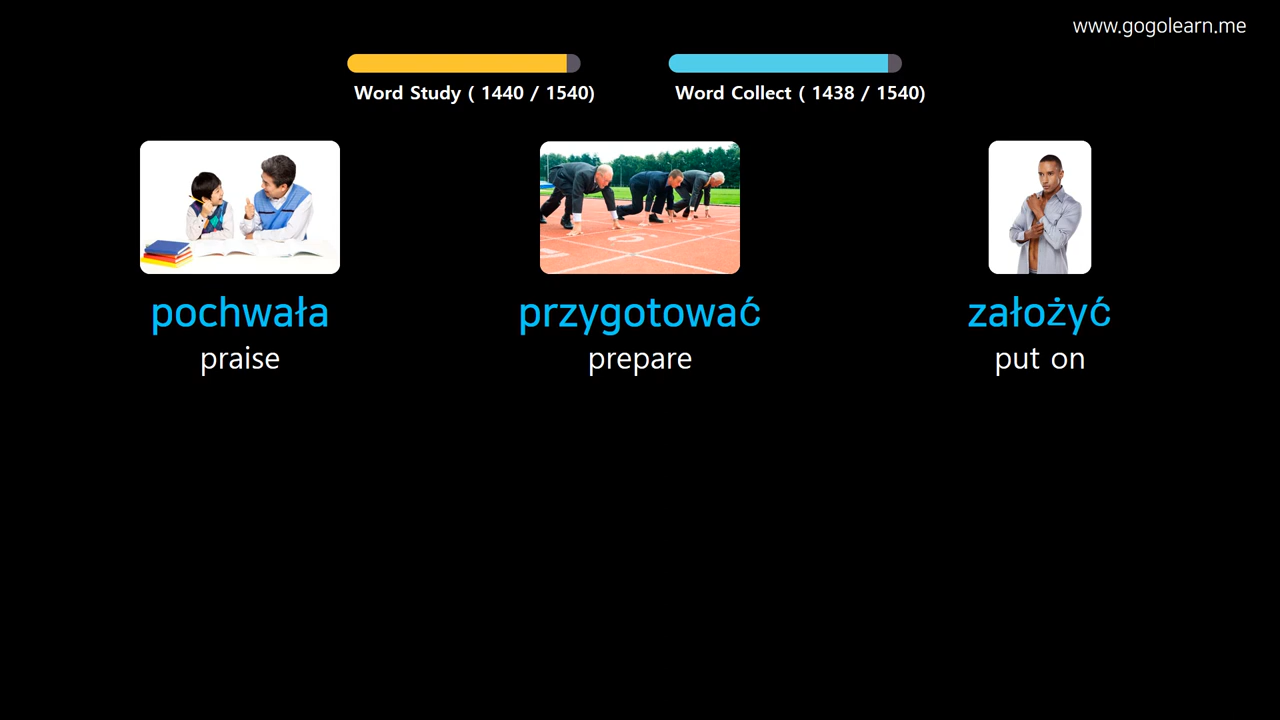 www.gogolearn.me
Word Study ( 1440 / 1540)
Word Collect ( 1438 / 1540)
pochwała
przygotować
założyć
praise
prepare
put on